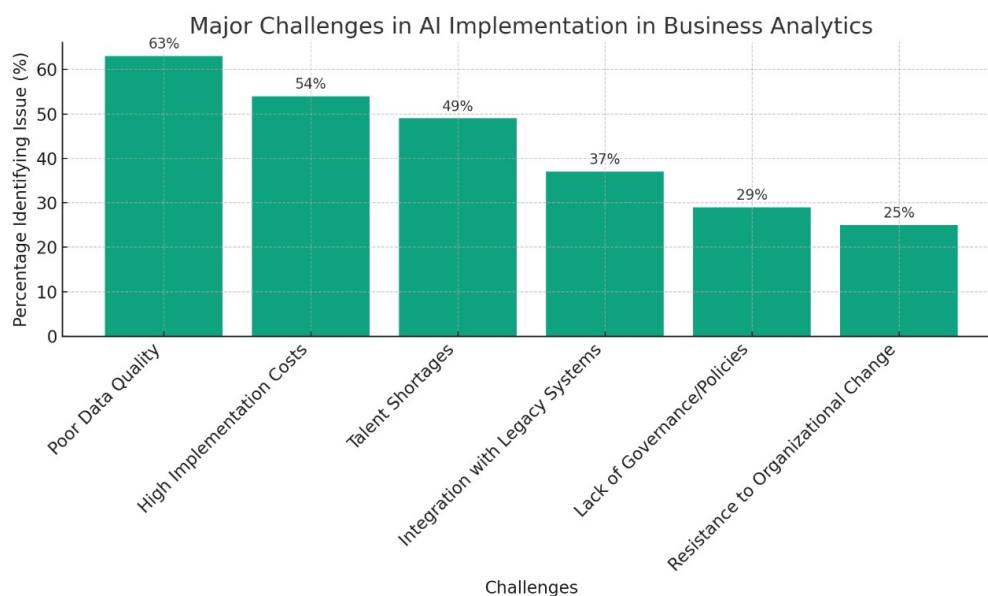 Major Challenges in AI Implementation in Business Analytics
Percentage Identifying Issue (%)
60
50
40
30
20
10
0
63%
54%
49%
37%
29%
25%
Poor Data Quality
High Implementation Costs
Talent Shortages
Integration with Legacy Systems
Lack of Governance/Policies
Resistance to Organizational Change
Challenges